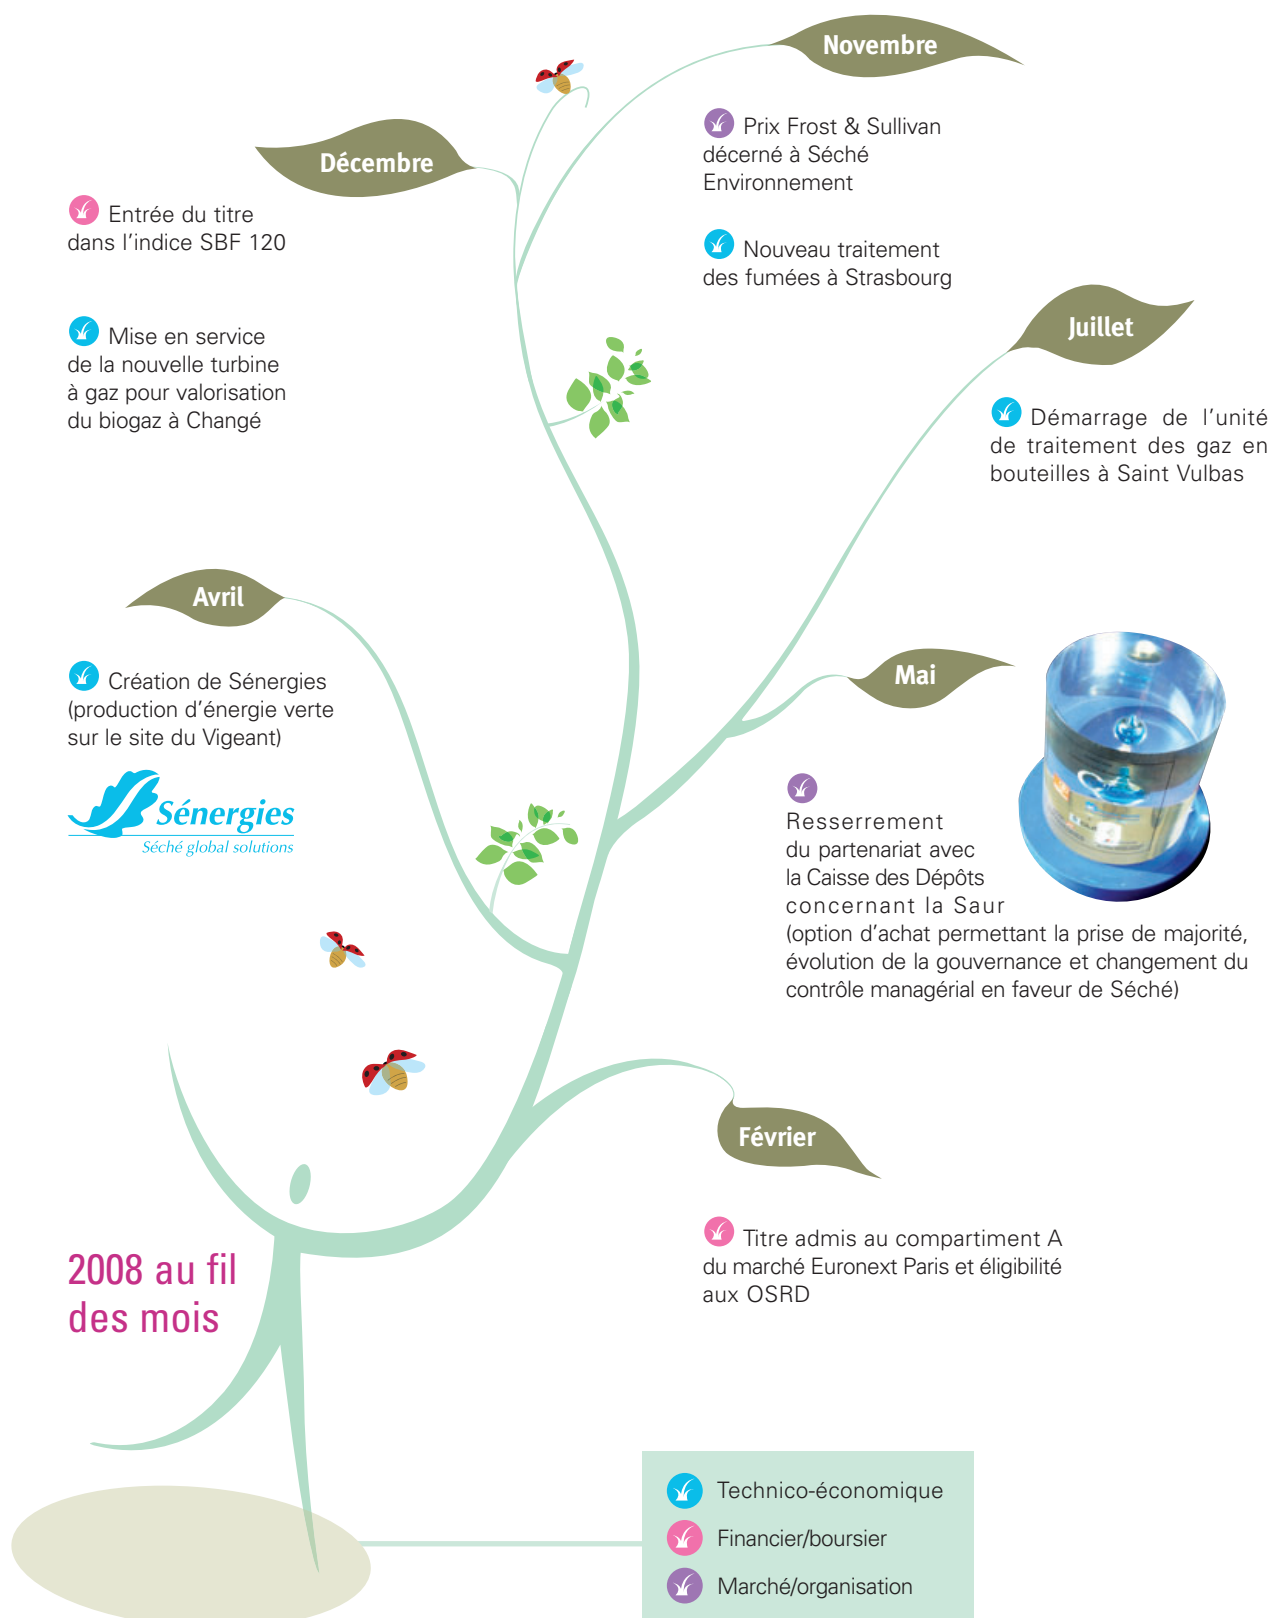 Novembre
Prix Frost & Sullivan
décerné à Séché
Environnement
Nouveau traitement
des fumées à Strasbourg
Décembre
Entrée du titre
dans l'indice SBF 120
Mise en service
de la nouvelle turbine
à gaz pour valorisation
du biogaz à Changé
Juillet
Démarrage de l'unité
de traitement des gaz en
bouteilles à Saint Vulbas
Avril
Création de Sénergies
(production d'énergie verte
sur le site du Vigeant)
Sénergies
Séché global solutions
Mai
Resserrement
du partenariat avec
la Caisse des Dépôts
concernant la Saur
(option d'achat permettant la prise de majorité,
évolution de la gouvernance et changement du
contrôle managérial en faveur de Séché)
Février
Titre admis au compartiment A
du marché Euronext Paris et éligibilité
aux OSRD
2008 au fil
des mois
Technico-économique
Financier/boursier
Marché/organisation